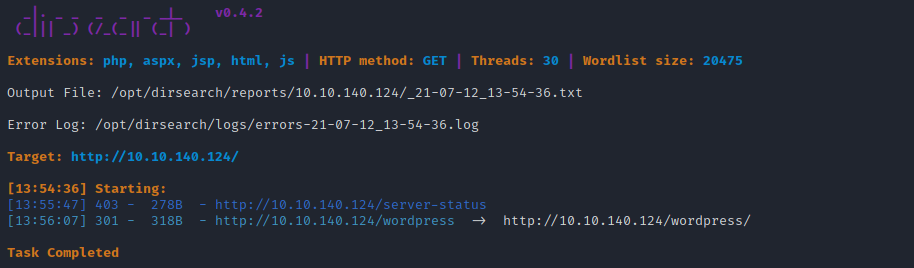 v0.4.2
Extensions: php, aspx, jsp, html, js | HTTP method: GET | Threads: 30 | Wordlist size: 20475
Output File: /opt/dirsearch/reports/10.10.140.124/_21-07-12_13-54-36.txt
Error Log: /opt/dirsearch/logs/errors-21-07-12_13-54-36.log
Target: http://10.10.140.124/
[13:54:36] Starting:
[13:55:47] 403 -  278B  - http://10.10.140.124/server-status
[13:56:07] 301 -  318B  - http://10.10.140.124/wordpress  ->  http://10.10.140.124/wordpress/
Task Completed